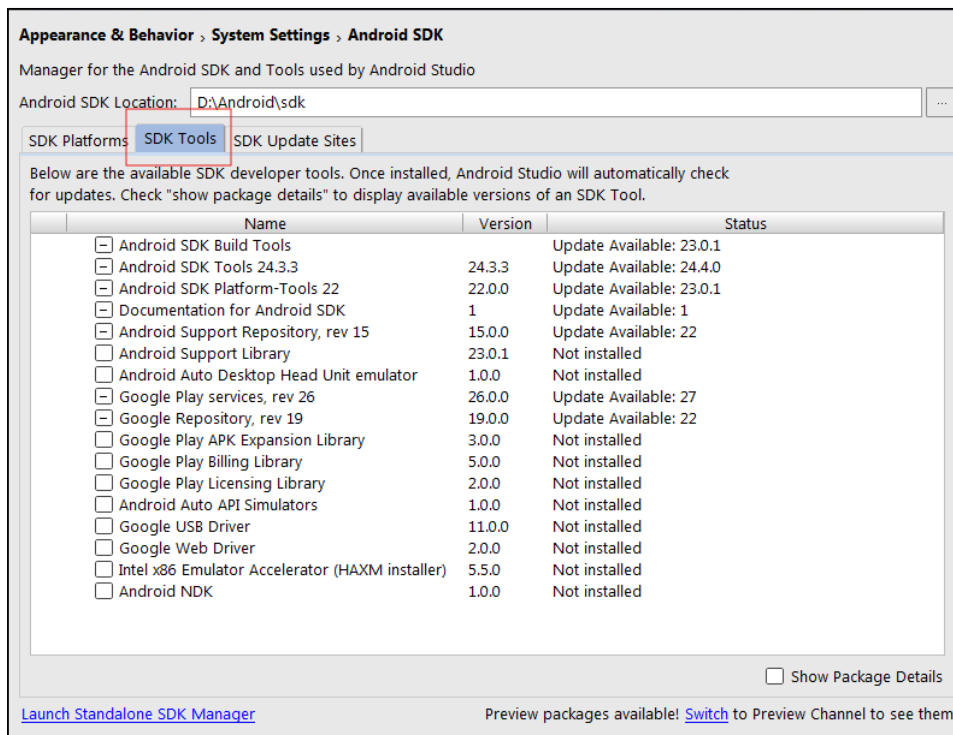 Appearance & Behavior › System Settings › Android SDK
Manager for the Android SDK and Tools used by Android Studio
Android SDK Location: D:\Android\sdk ...
SDK Platforms SDK Tools SDK Update Sites
Below are the available SDK developer tools. Once installed, Android Studio will automatically check
for updates. Check "show package details" to display available versions of an SDK Tool.
Name Version Status
Android SDK Build Tools Update Available: 23.0.1
Android SDK Tools 24.3.3 24.3.3 Update Available: 24.4.0
Android SDK Platform-Tools 22 22.0.0 Update Available: 23.0.1
Documentation for Android SDK 1 Update Available: 1
Android Support Repository, rev 15 15.0.0 Update Available: 22
Android Support Library 23.0.1 Not installed
Android Auto Desktop Head Unit emulator 1.0.0 Not installed
Google Play services, rev 26 26.0.0 Update Available: 27
Google Repository, rev 19 19.0.0 Update Available: 22
Google Play APK Expansion Library 3.0.0 Not installed
Google Play Billing Library 5.0.0 Not installed
Google Play Licensing Library 2.0.0 Not installed
Android Auto API Simulators 1.0.0 Not installed
Google USB Driver 11.0.0 Not installed
Google Web Driver 2.0.0 Not installed
Intel x86 Emulator Accelerator (HAXM installer) 5.5.0 Not installed
Android NDK 1.0.0 Not installed
Show Package Details
Launch Standalone SDK Manager Preview packages available! Switch to Preview Channel to see them